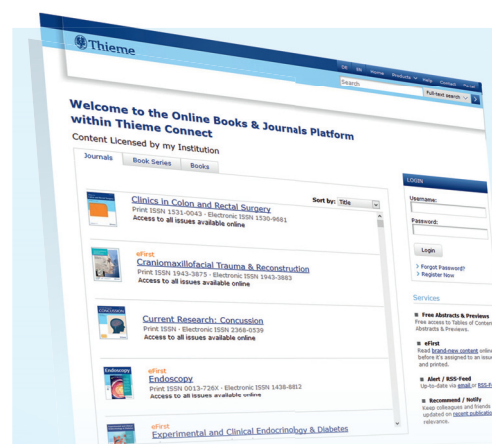 Thieme
DE EN Home Products Help Contact
Search Full-text search
Welcome to the Online Books & Journals Platform
within Thieme Connect
Content Licensed by my Institution
Journals Book Series Books
Sort by: Title
Clinics in Colon and Rectal Surgery
Print ISSN 1531-0043 - Electronic ISSN 1530-9681
Access to all issues available online
eFirst
Craniomaxillofacial Trauma & Reconstruction
Print ISSN 1943-3875 - Electronic ISSN 1943-3883
Access to all issues available online
CONCUSSION
Current Research: Concussion
Print ISSN - Electronic ISSN 2368-0539
Access to all issues available online
Endoscopy
eFirst
Endoscopy
Print ISSN 0013-726X - Electronic ISSN 1438-8812
Access to all issues available online
eFirst
Experimental and Clinical Endocrinology & Diabetes
LOGIN
Username:
Password:
Login
> Forgot Password?
> Register Now
Services
Free Abstracts & Previews
Free access to Tables of Conten
Abstracts & Previews.
eFirst
Read brand-new content online
before it's assigned to an issu
and printed.
Alert / RSS-Feed
Up-to-date via email or RSS-F
Recommend / Notify
Keep colleagues and friends
updated on recent publicatio
relevance.